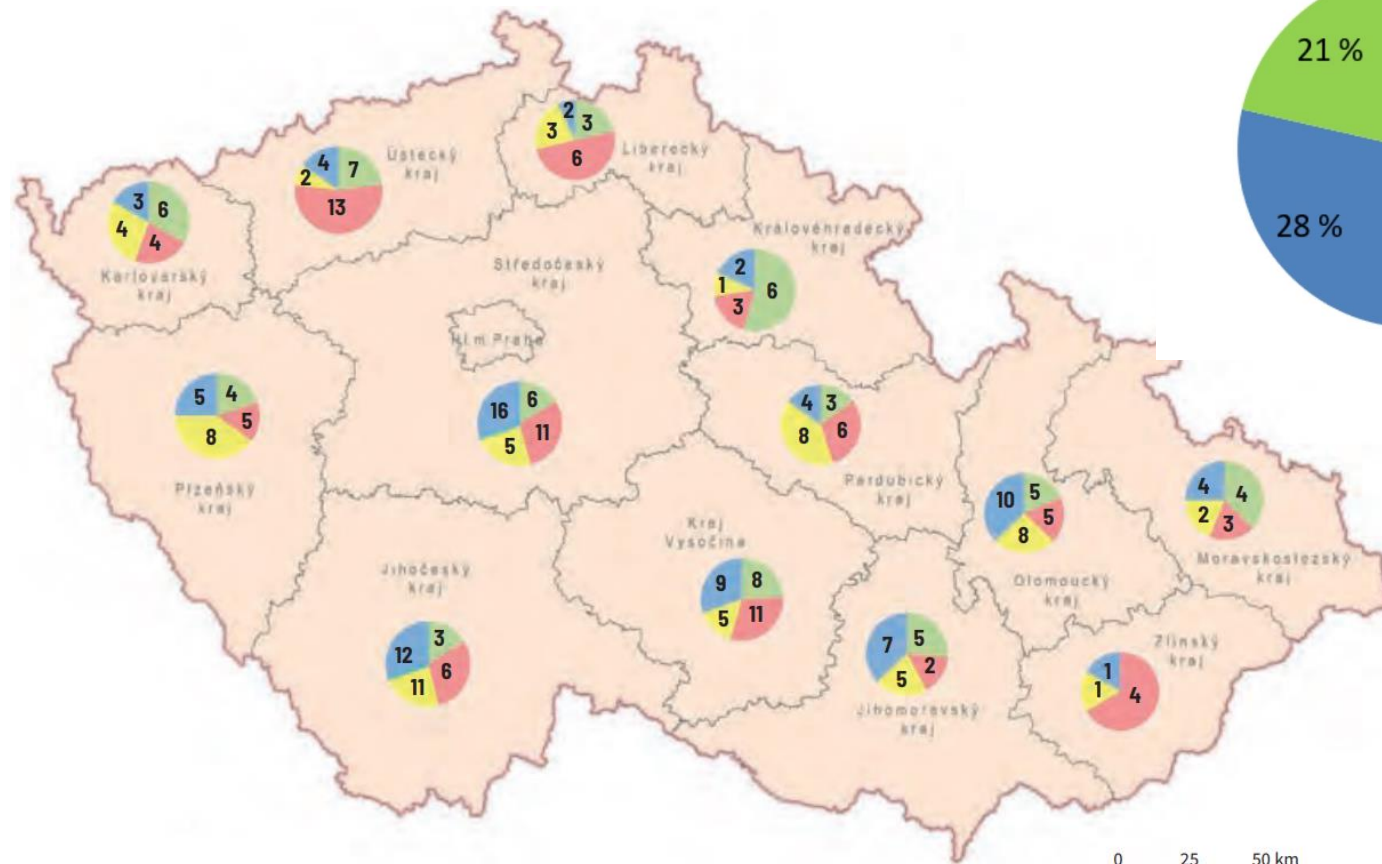 21 %
28 %
2
3
3
6
Liberecký
kraj
Ústecký
kraj
4
7
2
13
3
6
4
4
Karlovarský
kraj
Královéhradecký
kraj
2
1
6
3
Středočeský
kraj
Hl.m Praha
5
4
5
8
Plzeňský
kraj
16
6
11
5
4
3
8
6
Pardubický
kraj
10
5
5
8
Olomoucký
kraj
4
4
2
3
Moravskoslezský
kraj
Kraj
Vysočina
9
8
5
11
Jihočeský
kraj
12
3
6
11
7
5
2
5
Jihomoravský
kraj
Zlínský
kraj
1
1
4
0 25 50 km